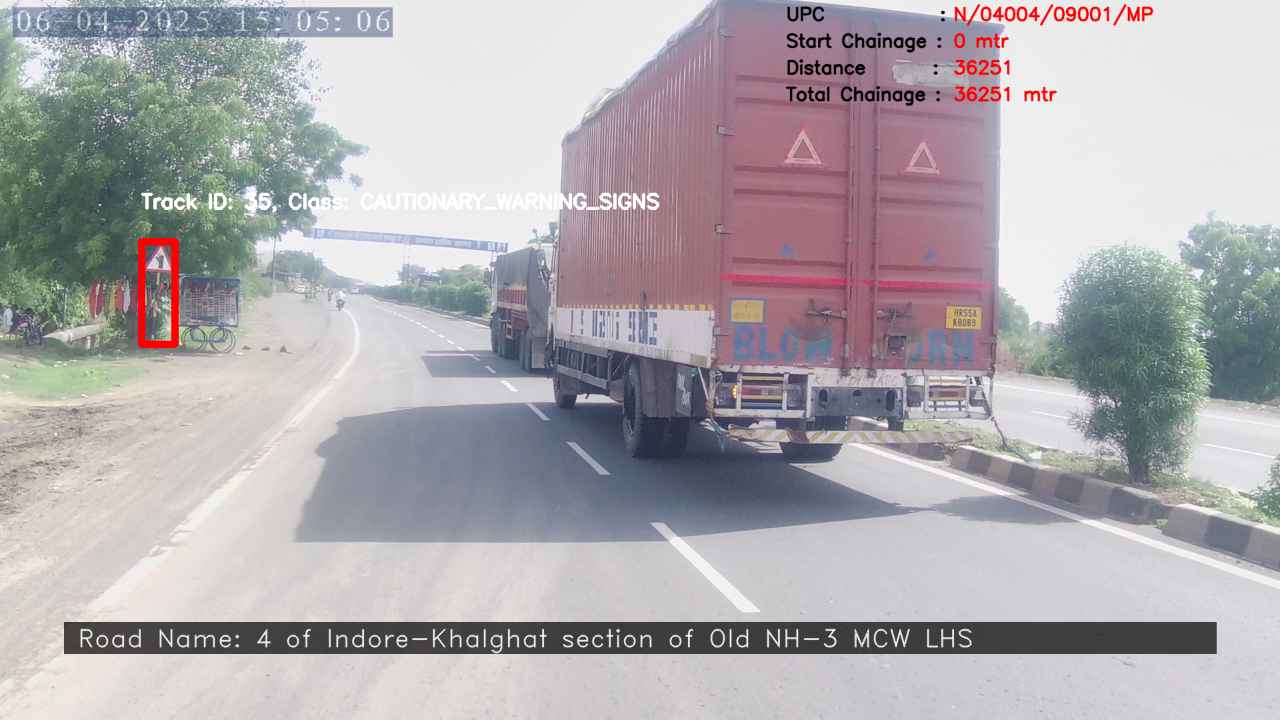 06-04-2025 15:05:06
UPC : N/04004/09001/MP
Start Chainage : 0 mtr
Distance : 36251
Total Chainage : 36251 mtr
Track ID: 35, Class: CAUTIONARY_WARNING_SIGNS
HR55A
BLOW
Road Name: 4 of Indore-Khalghat section of Old NH-3 MCW LHS